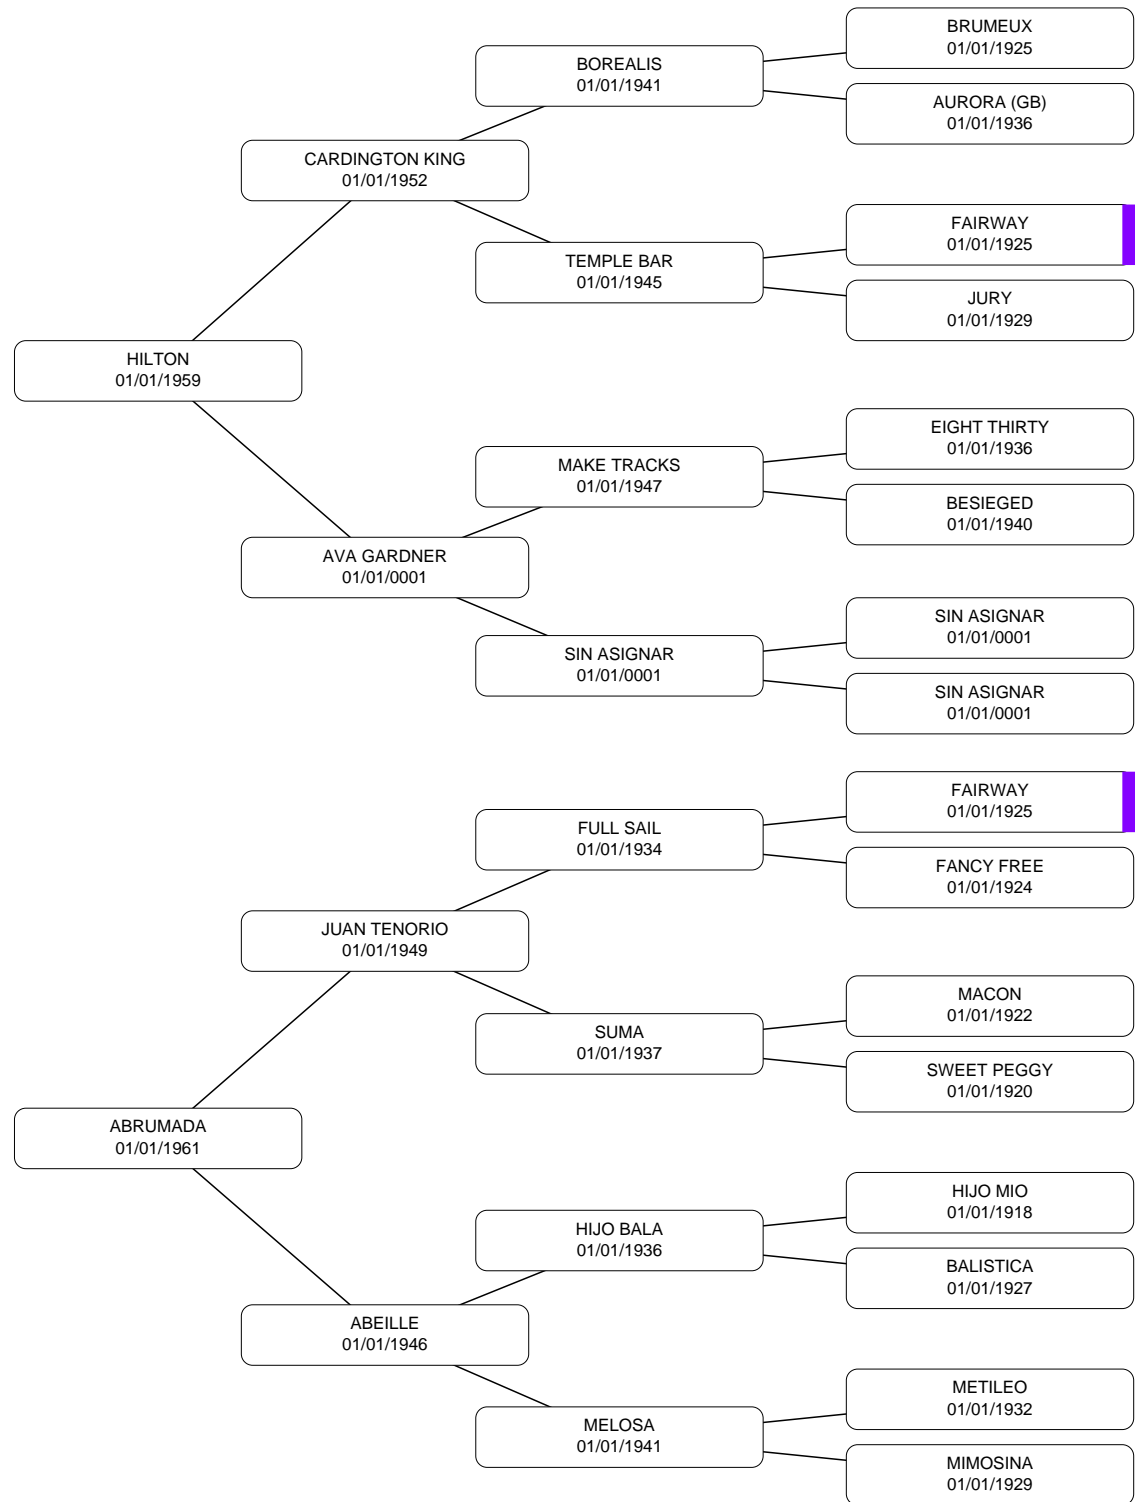 BRUMEUX
01/01/1925
BOREALIS
01/01/1941
AURORA (GB)
01/01/1936
CARDINGTON KING
01/01/1952
FAIRWAY
01/01/1925
TEMPLE BAR
01/01/1945
JURY
01/01/1929
HILTON
01/01/1959
EIGHT THIRTY
01/01/1936
MAKE TRACKS
01/01/1947
BESIEGED
01/01/1940
AVA GARDNER
01/01/0001
SIN ASIGNAR
01/01/0001
SIN ASIGNAR
01/01/0001
SIN ASIGNAR
01/01/0001
FAIRWAY
01/01/1925
FULL SAIL
01/01/1934
FANCY FREE
01/01/1924
JUAN TENORIO
01/01/1949
MACON
01/01/1922
SUMA
01/01/1937
SWEET PEGGY
01/01/1920
ABRUMADA
01/01/1961
HIJO MIO
01/01/1918
HIJO BALA
01/01/1936
BALISTICA
01/01/1927
ABEILLE
01/01/1946
METILEO
01/01/1932
MELOSA
01/01/1941
MIMOSINA
01/01/1929